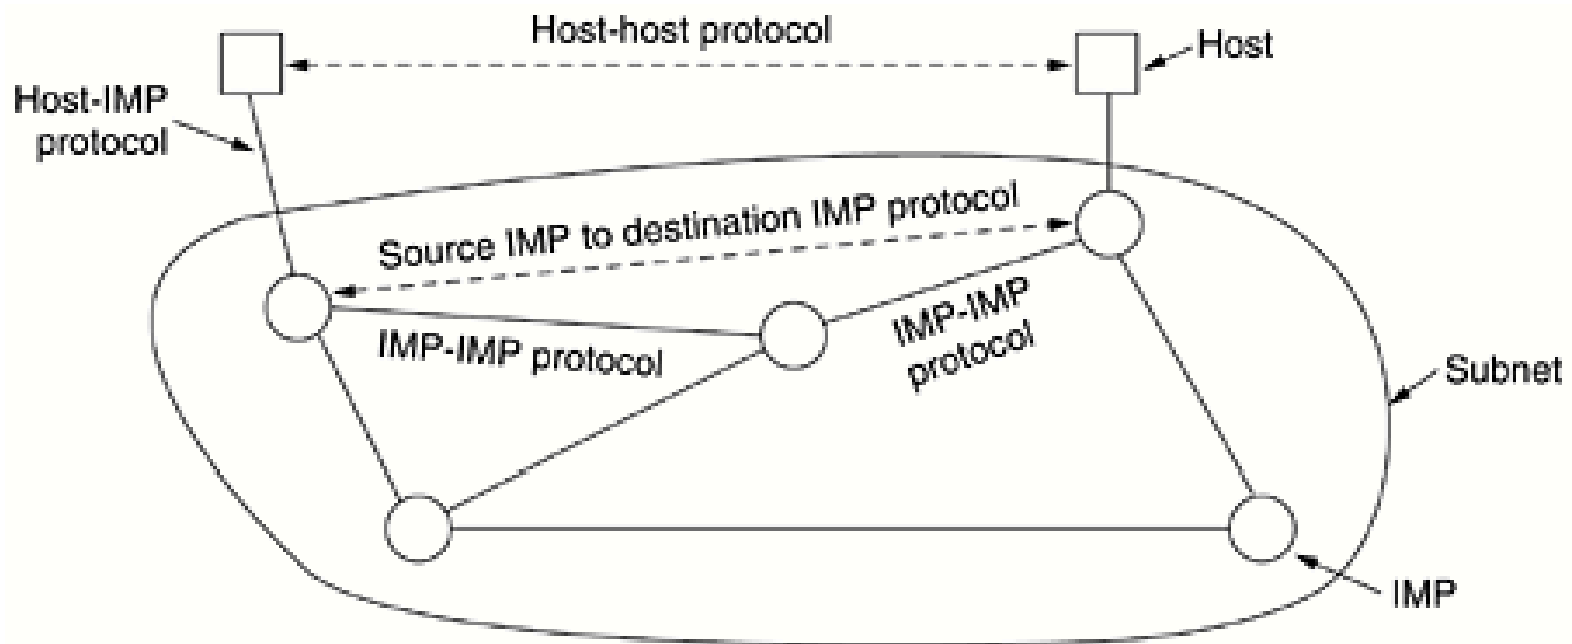 Host-host protocol
Host
Host-IMP
protocol
Source IMP to destination IMP protocol
IMP-IMP protocol
IMP-IMP
protocol
Subnet
IMP